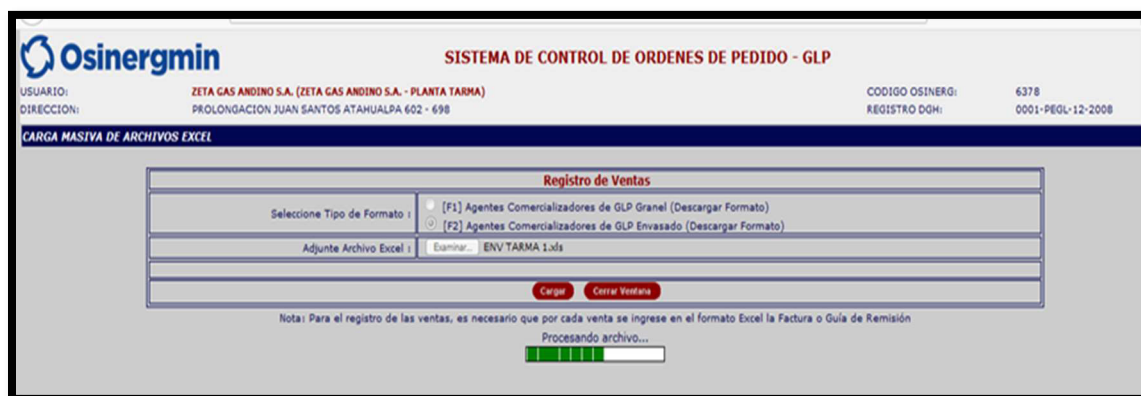 Osinergmin
SISTEMA DE CONTROL DE ORDENES DE PEDIDO - GLP
USUARIO: ZETA GAS ANDINO S.A. (ZETA GAS ANDINO S.A. - PLANTA TARMA) CODIGO OSINERG: 6378
DIRECCION: PROLONGACION JUAN SANTOS ATAHUALPA 602 - 698 REGISTRO DGH: 0001-PEGL-12-2008
CARGA MASIVA DE ARCHIVOS EXCEL
Registro de Ventas
Seleccione Tipo de Formato : [F1] Agentes Comercializadores de GLP Granel (Descargar Formato)
[F2] Agentes Comercializadores de GLP Envasado (Descargar Formato)
Adjunte Archivo Excel : Examinar... ENV TARMA 1.xls
Cargar Cerrar Ventana
Nota: Para el registro de las ventas, es necesario que por cada venta se ingrese en el formato Excel la Factura o Guía de Remisión
Procesando archivo...